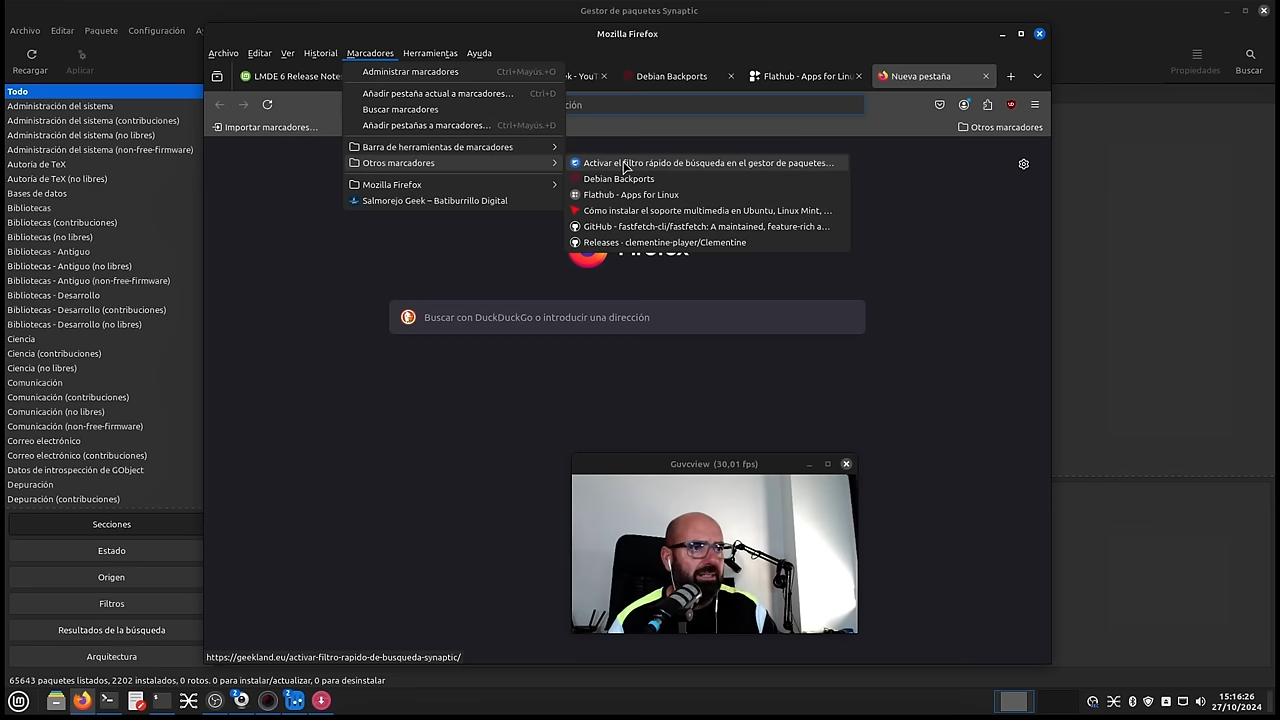 Gestor de paquetes Synaptic
Archivo Editar Paquete Configuración
Recargar
Aplicar
Propiedades
Buscar
Todo
Administración del sistema
Administración del sistema (contribuciones)
Administración del sistema (no libres)
Administración del sistema (non-free-firmware)
Autoría de TeX
Autoría de TeX (no libres)
Bases de datos
Bibliotecas
Bibliotecas (contribuciones)
Bibliotecas (no libres)
Bibliotecas - Antiguo
Bibliotecas - Antiguo (no libres)
Bibliotecas - Antiguo (non-free-firmware)
Bibliotecas - Desarrollo
Bibliotecas - Desarrollo (contribuciones)
Bibliotecas - Desarrollo (no libres)
Ciencia
Ciencia (contribuciones)
Ciencia (no libres)
Comunicación
Comunicación (contribuciones)
Comunicación (no libres)
Comunicación (non-free-firmware)
Correo electrónico
Correo electrónico (contribuciones)
Datos de introspección de GObject
Depuración
Depuración (contribuciones)
Secciones
Estado
Origen
Filtros
Resultados de la búsqueda
Arquitectura
65643 paquetes listados, 2202 instalados, 0 rotos. 0 para instalar/actualizar, 0 para desinstalar
Mozilla Firefox
Archivo Editar Ver Historial Marcadores Herramientas Ayuda
LMDE 6 Release Note
ek - YouT
Debian Backports
Flathub - Apps for Linu
Nueva pestaña
ción
Importar marcadores…
Otros marcadores
Administrar marcadores Ctrl+Mayús.+O
Añadir pestaña actual a marcadores… Ctrl+D
Buscar marcadores
Añadir pestañas a marcadores… Ctrl+Mayús.+D
Barra de herramientas de marcadores
Otros marcadores
Mozilla Firefox
Salmorejo Geek – Batiburrillo Digital
Activar el filtro rápido de búsqueda en el gestor de paquetes…
Debian Backports
Flathub - Apps for Linux
Cómo instalar el soporte multimedia en Ubuntu, Linux Mint, …
GitHub - fastfetch-cli/fastfetch: A maintained, feature-rich a…
Releases - clementine-player/Clementine
Firefox
Buscar con DuckDuckGo o introducir una dirección
Guvcview (30,01 fps)
https://geekland.eu/activar-filtro-rapido-de-busqueda-synaptic/
2
2
15:16:26
27/10/2024